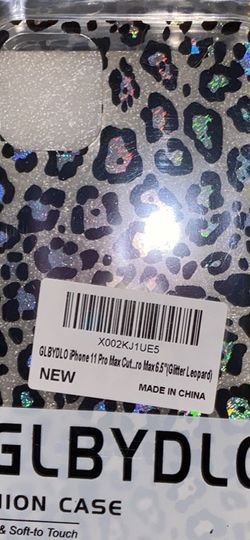 X002KJ1UE5
GLBYDLO iPhone 11 Pro Max Cut...ro Max 6.5"(Glitter Leopard)
NEW
MADE IN CHINA
GLBYDLO
HION CASE
& Soft-to Touch